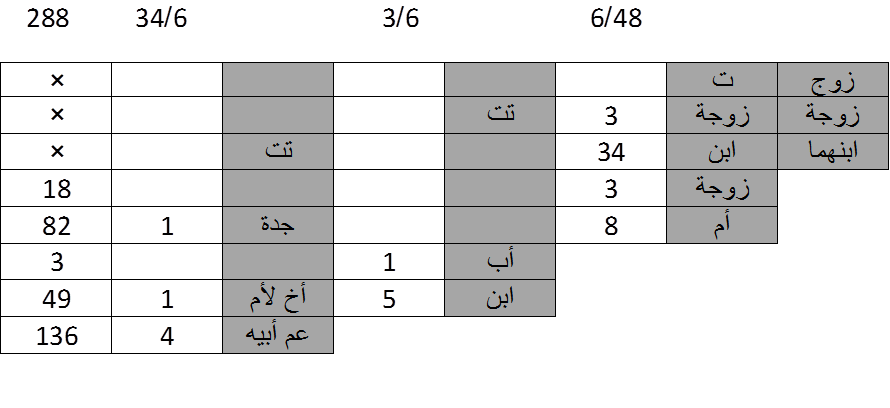 6/48 3/6 34/6 288
زوج ت ×
زوجة زوجة 3 تت ×
ابنهما ابن 34 تت ×
زوجة 3 18
أم 8 جدة 1 82
أب 1 3
ابن 5 أخ لأم 1 49
عم أبيه 4 136